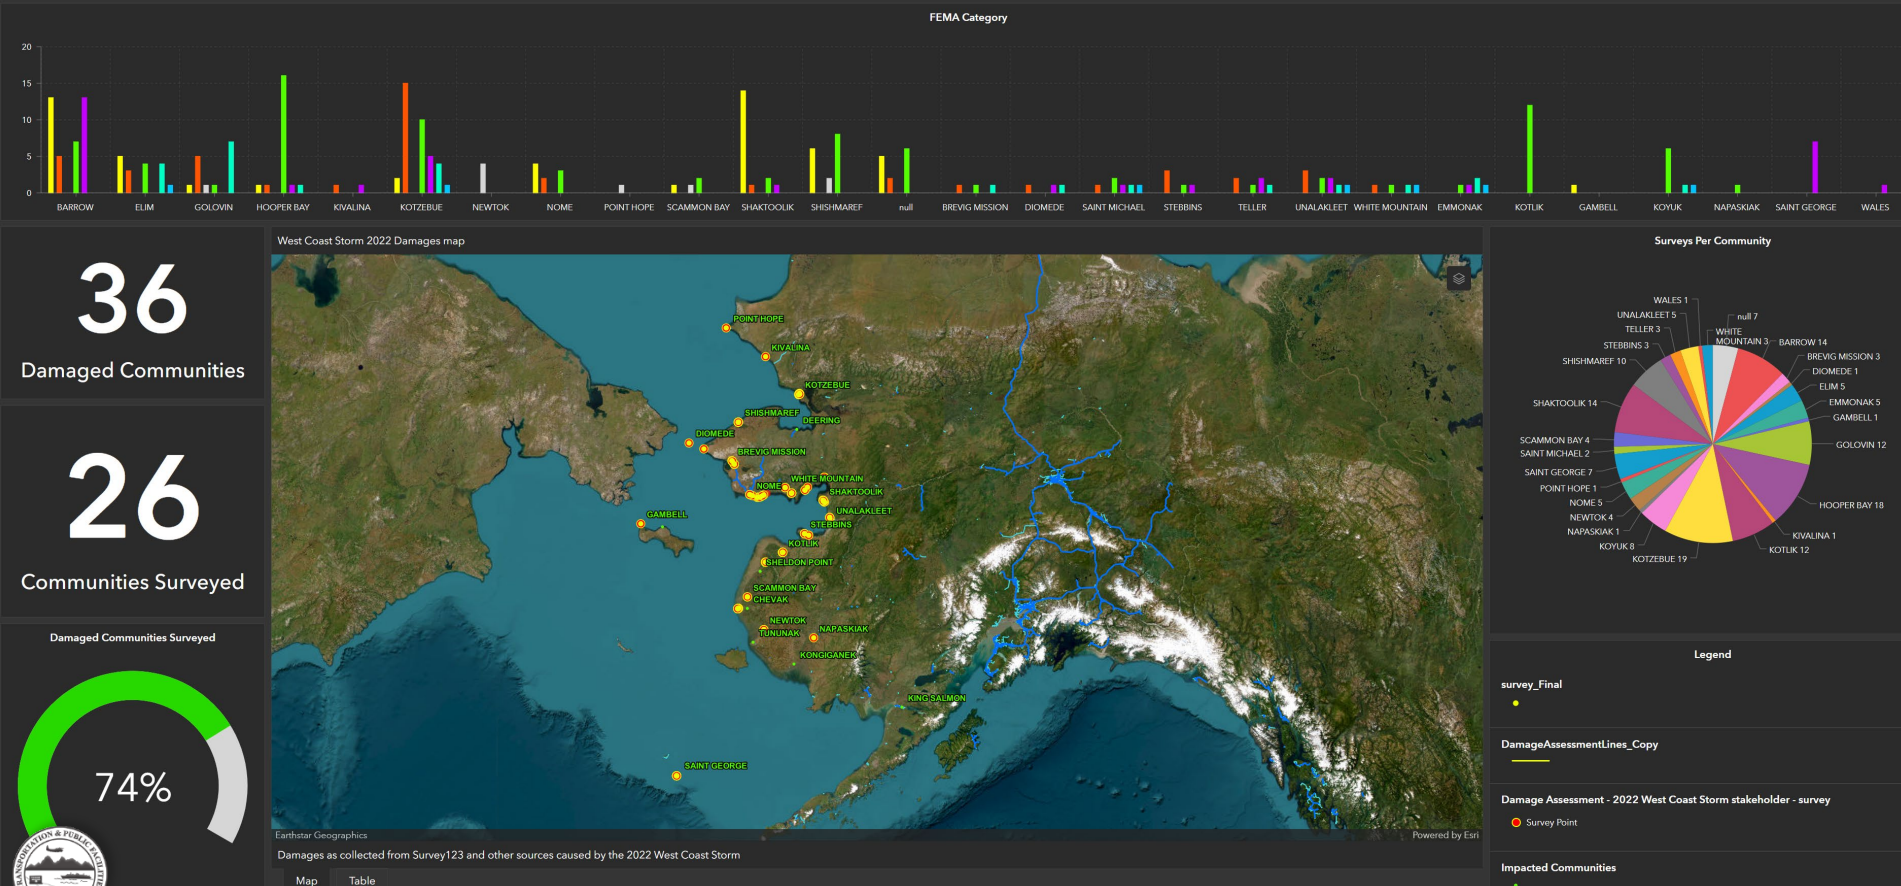 FEMA Category
20
15
10
5
0
BARROW
ELIM
GOLOVIN
HOOPER BAY
KIVALINA
KOTZEBUE
NEWTOK
NOME
POINT HOPE
SCAMMON BAY
SHAKTOOLIK
SHISHMAREF
null
BREVIG MISSION
DIOMEDE
SAINT MICHAEL
STEBBINS
TELLER
UNALAKLEET
WHITE MOUNTAIN
EMMONAK
KOTLIK
GAMBELL
KOYUK
NAPASKIAK
SAINT GEORGE
WALES
36
Damaged Communities
26
Communities Surveyed
Damaged Communities Surveyed
74%
TRANSPORTATION & PUBLIC FACILITIES
West Coast Storm 2022 Damages map
POINT HOPE
KIVALINA
KOTZEBUE
SHISHMAREF
DEERING
DIOMEDE
BREVIG MISSION
WHITE MOUNTAIN
NOME
SHAKTOOLIK
UNALAKLEET
GAMBELL
STEBBINS
KOTLIK
SHELDON POINT
SCAMMON BAY
CHEVAK
NEWTOK
TUNUNAK
NAPASKIAK
KONGIGANEK
KING SALMON
SAINT GEORGE
Earthstar Geographics
Powered by Esri
Damages as collected from Survey123 and other sources caused by the 2022 West Coast Storm
Map
Table
Surveys Per Community
WALES 1
null 7
UNALAKLEET 5
WHITE
MOUNTAIN 3
TELLER 3
BARROW 14
STEBBINS 3
BREVIG MISSION 3
SHISHMAREF 10
DIOMEDE 1
ELIM 5
SHAKTOOLIK 14
EMMONAK 5
GAMBELL 1
SCAMMON BAY 4
GOLOVIN 12
SAINT MICHAEL 2
SAINT GEORGE 7
POINT HOPE 1
HOOPER BAY 18
NOME 5
NEWTOK 4
NAPASKIAK 1
KIVALINA 1
KOYUK 8
KOTLIK 12
KOTZEBUE 19
Legend
survey_Final
DamageAssessmentLines_Copy
Damage Assessment - 2022 West Coast Storm stakeholder - survey
Survey Point
Impacted Communities